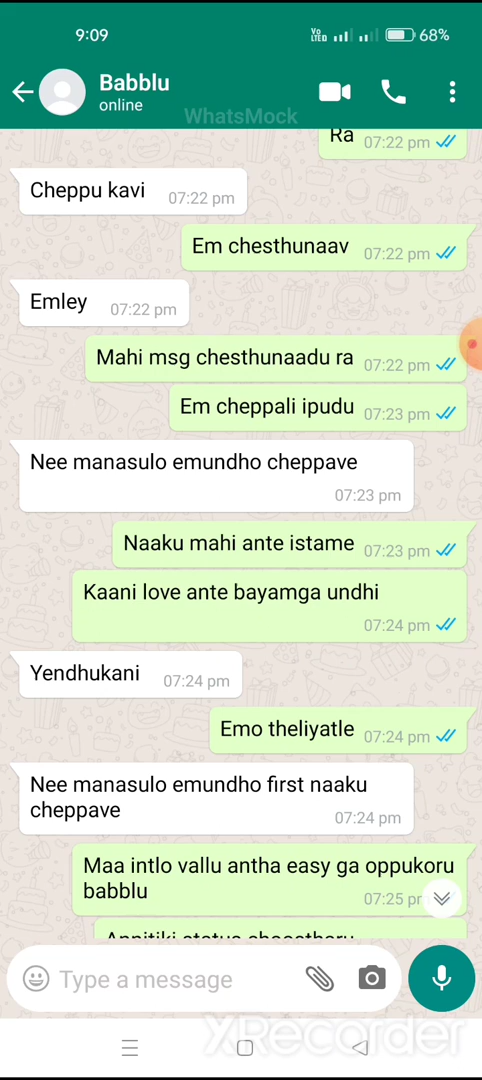 9:09
Vo LTED
68%
Babblu
online
WhatsMock
Ra 07:22 pm
Cheppu kavi 07:22 pm
Em chesthunaav 07:22 pm
Emley 07:22 pm
Mahi msg chesthunaadu ra 07:22 pm
Em cheppali ipudu 07:23 pm
Nee manasulo emundho cheppave
07:23 pm
Naaku mahi ante istame 07:23 pm
Kaani love ante bayamga undhi
07:24 pm
Yendhukani 07:24 pm
Emo theliyatle 07:24 pm
Nee manasulo emundho first naaku
cheppave 07:24 pm
Maa intlo vallu antha easy ga oppukoru
babblu 07:25
Type a message
XRecorder